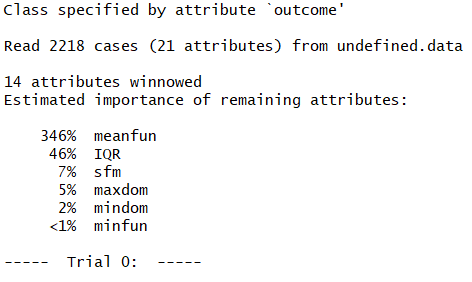 Class specified by attribute `outcome'
Read 2218 cases (21 attributes) from undefined.data
14 attributes winnowed
Estimated importance of remaining attributes:
346% meanfun
46% IQR
7% sfm
5% maxdom
2% mindom
<1% minfun
----- Trial 0: -----